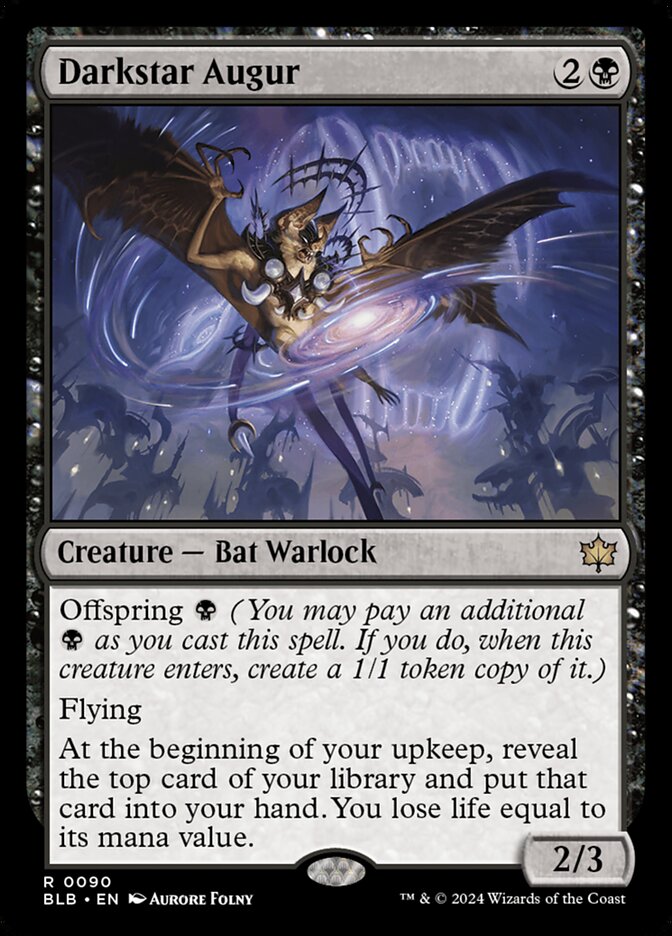 Darkstar Augur 2
Creature — Bat Warlock
Offspring (You may pay an additional
as you cast this spell. If you do, when this
creature enters, create a 1/1 token copy of it.)
Flying
At the beginning of your upkeep, reveal
the top card of your library and put that
card into your hand. You lose life equal to
its mana value.
2/3
R 0090
BLB • EN AURORE FOLNY
™ & © 2024 Wizards of the Coast